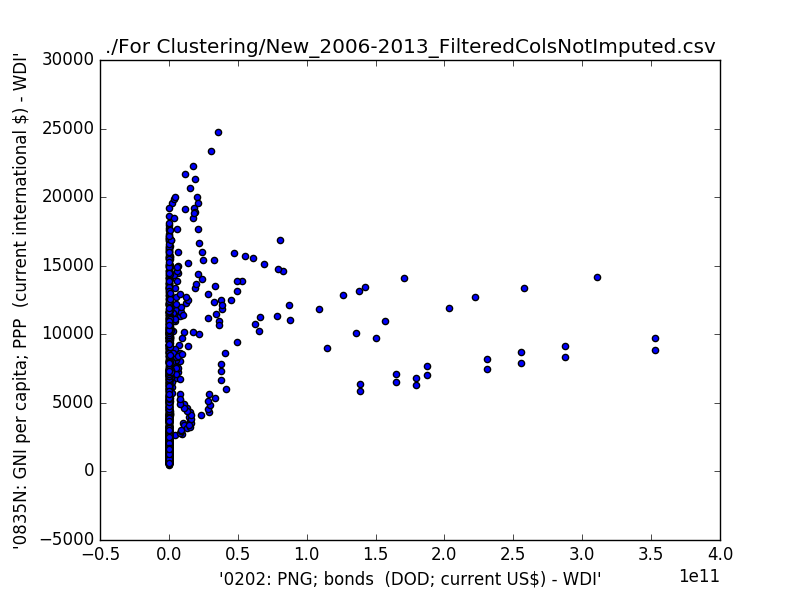 ./For Clustering/New_2006-2013_FilteredColsNotImputed.csv
30000
25000
20000
15000
10000
5000
0
−5000
'0835N: GNI per capita; PPP  (current international $) - WDI'
−0.5 0.0 0.5 1.0 1.5 2.0 2.5 3.0 3.5 4.0
1e11
'0202: PNG; bonds  (DOD; current US$) - WDI'